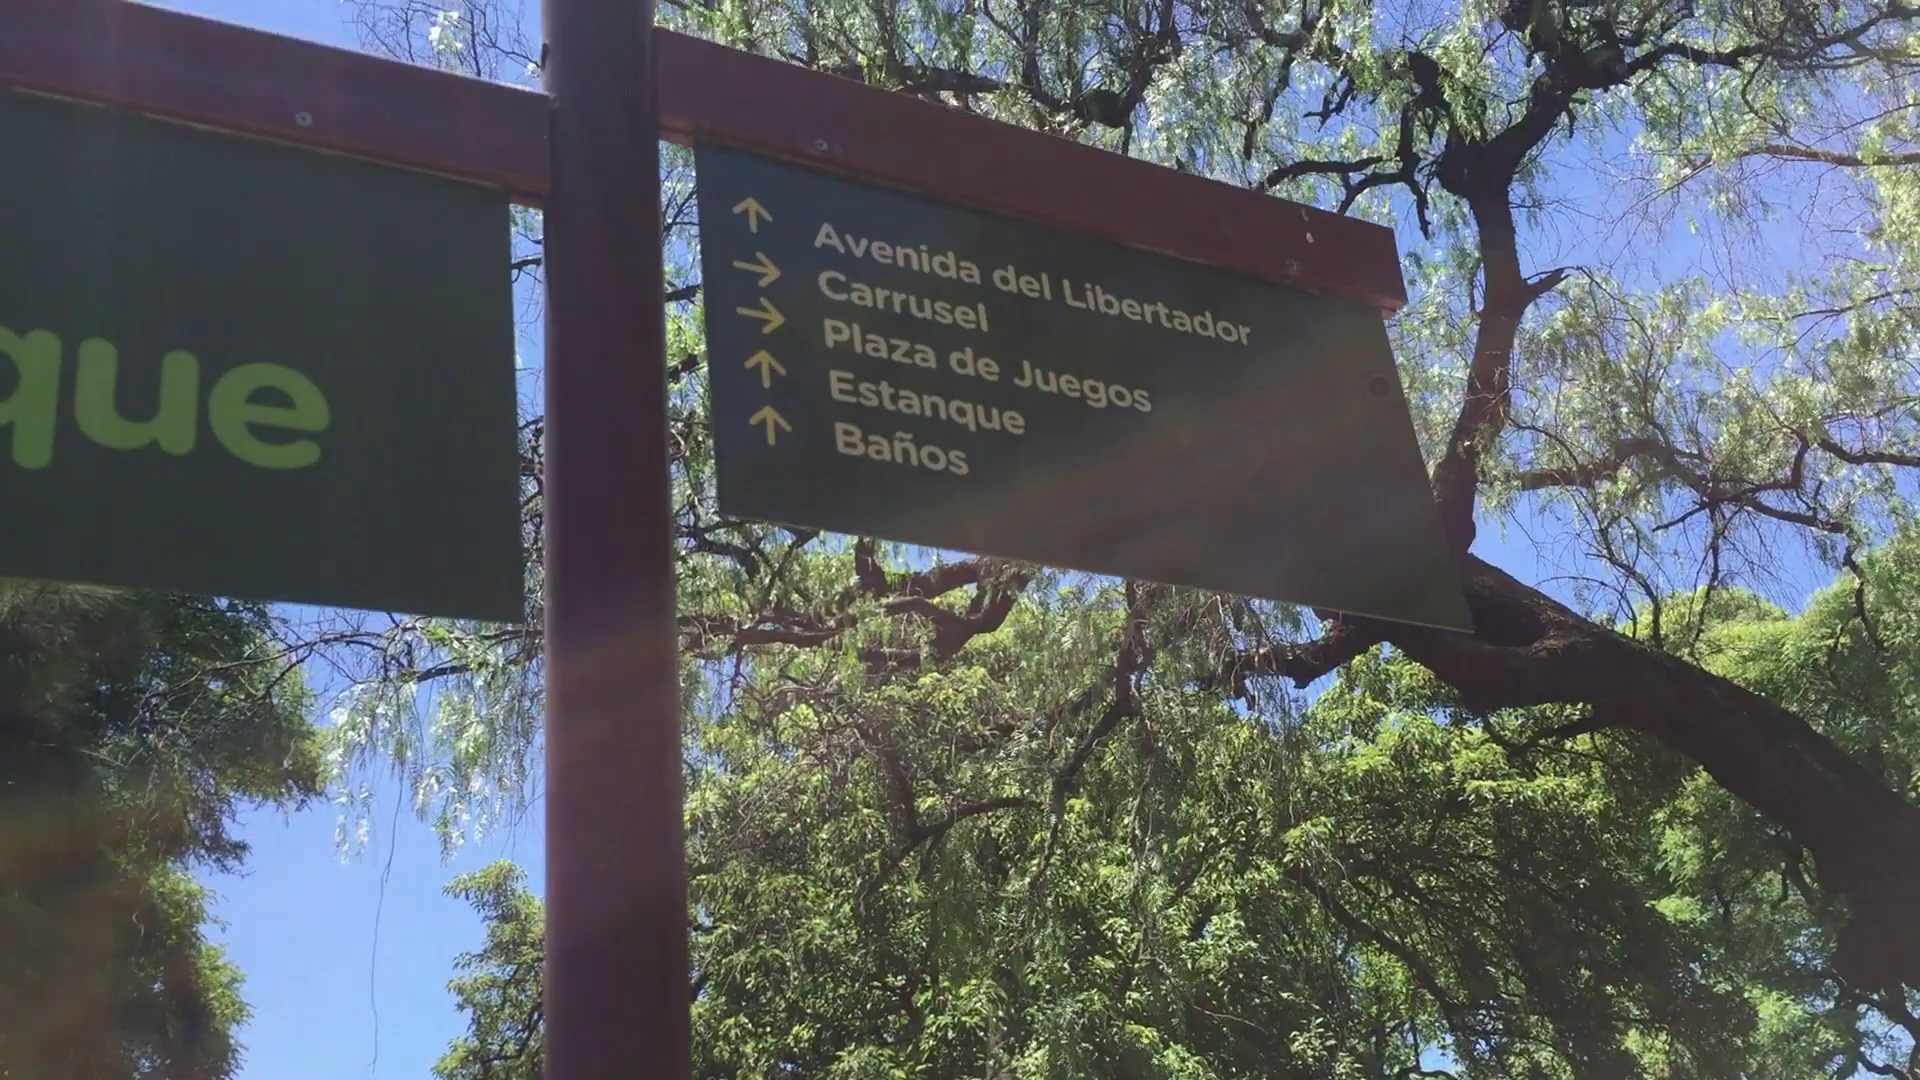 que
↑ Avenida del Libertador
→ Carrusel
→ Plaza de Juegos
↑ Estanque
↑ Baños